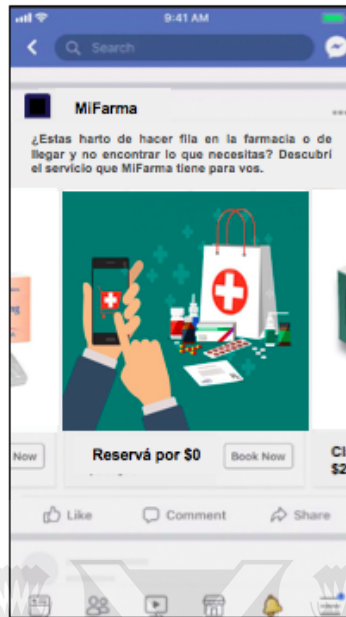 9:41 AM
Search
MiFarma
¿Estas harto de hacer fila en la farmacia o de
llegar y no encontrar lo que necesitas? Descubrí
el servicio que MiFarma tiene para vos.
Now
Reservá por $0
Book Now
$2
Like
Comment
Share